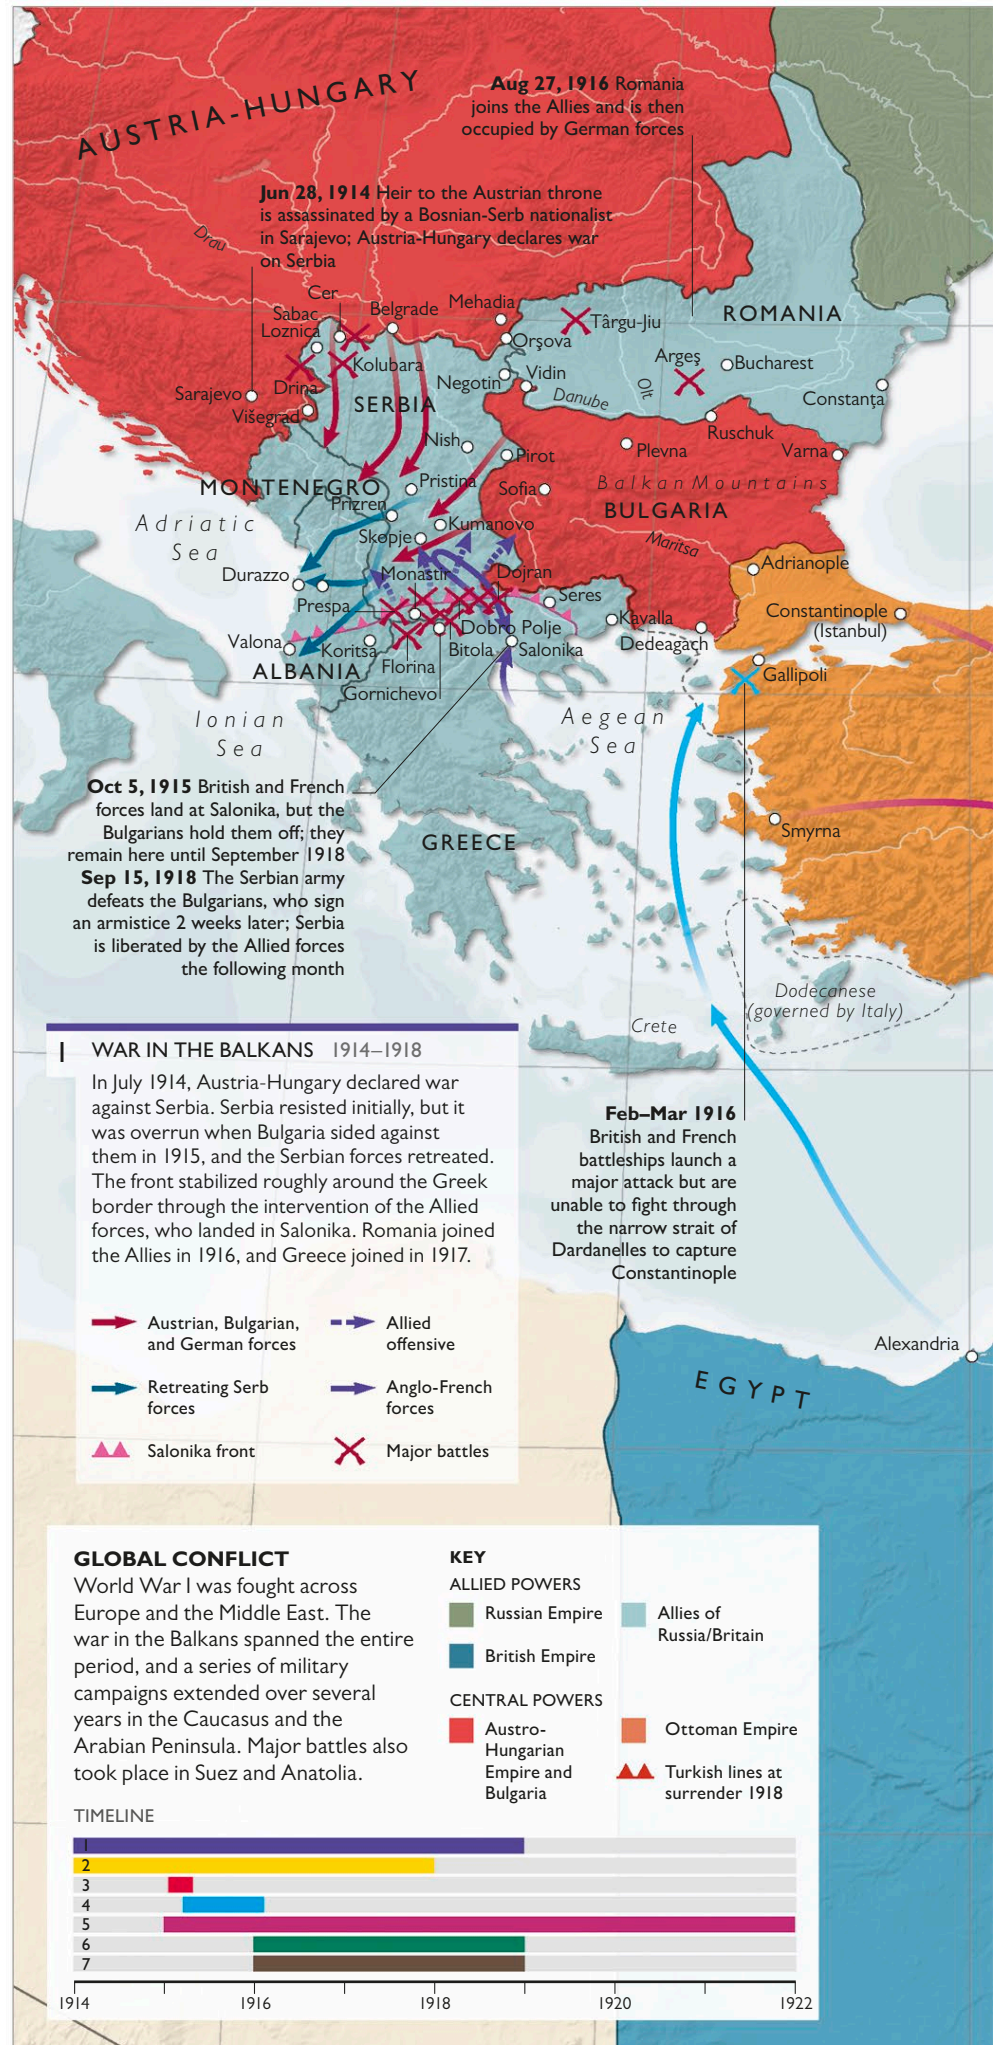 AUSTRIA-HUNGARY
Aug 27, 1916 Romania
joins the Allies and is then
occupied by German forces
Jun 28, 1914 Heir to the Austrian throne
is assassinated by a Bosnian-Serb nationalist
in Sarajevo; Austria-Hungary declares war
on Serbia
Drau
Cer
Sabac
Loznica
Belgrade
Mehadia
Târgu-Jiu
ROMANIA
Orşova
Kolubara
Argeş
Bucharest
Drina
Negotin
Vidin
Olt
Sarajevo
Danube
Constanţa
SERBIA
Višegrad
Ruschuk
Nish
Pirot
Plevna
Varna
MONTENEGRO
Pristina
Sofia
Balkan Mountains
Prizren
BULGARIA
Adriatic
Sea
Kumanovo
Skopje
Maritsa
Durazzo
Monastir
Dojran
Adrianople
Prespa
Seres
Constantinople
(Istanbul)
Kavalla
Dobro Polje
Dedeagach
Valona
Koritsa
Bitola
Salonika
ALBANIA
Florina
Gallipoli
Gornichevo
Ionian
Sea
Aegean
Sea
Oct 5, 1915 British and French
forces land at Salonika, but the
Bulgarians hold them off; they
remain here until September 1918
Sep 15, 1918 The Serbian army
defeats the Bulgarians, who sign
an armistice 2 weeks later; Serbia
is liberated by the Allied forces
the following month
GREECE
Smyrna
Dodecanese
(governed by Italy)
Crete
1 WAR IN THE BALKANS 1914–1918
In July 1914, Austria-Hungary declared war
against Serbia. Serbia resisted initially, but it
was overrun when Bulgaria sided against
them in 1915, and the Serbian forces retreated.
The front stabilized roughly around the Greek
border through the intervention of the Allied
forces, who landed in Salonika. Romania joined
the Allies in 1916, and Greece joined in 1917.
Austrian, Bulgarian,
and German forces
Allied
offensive
Retreating Serb
forces
Anglo-French
forces
Salonika front
Major battles
Feb–Mar 1916
British and French
battleships launch a
major attack but are
unable to fight through
the narrow strait of
Dardanelles to capture
Constantinople
Alexandria
EGYPT
GLOBAL CONFLICT
World War I was fought across
Europe and the Middle East. The
war in the Balkans spanned the entire
period, and a series of military
campaigns extended over several
years in the Caucasus and the
Arabian Peninsula. Major battles also
took place in Suez and Anatolia.
KEY
ALLIED POWERS
Russian Empire
Allies of
Russia/Britain
British Empire
CENTRAL POWERS
Austro-
Hungarian
Empire and
Bulgaria
Ottoman Empire
Turkish lines at
surrender 1918
TIMELINE
1
2
3
4
5
6
7
1914 1916 1918 1920 1922